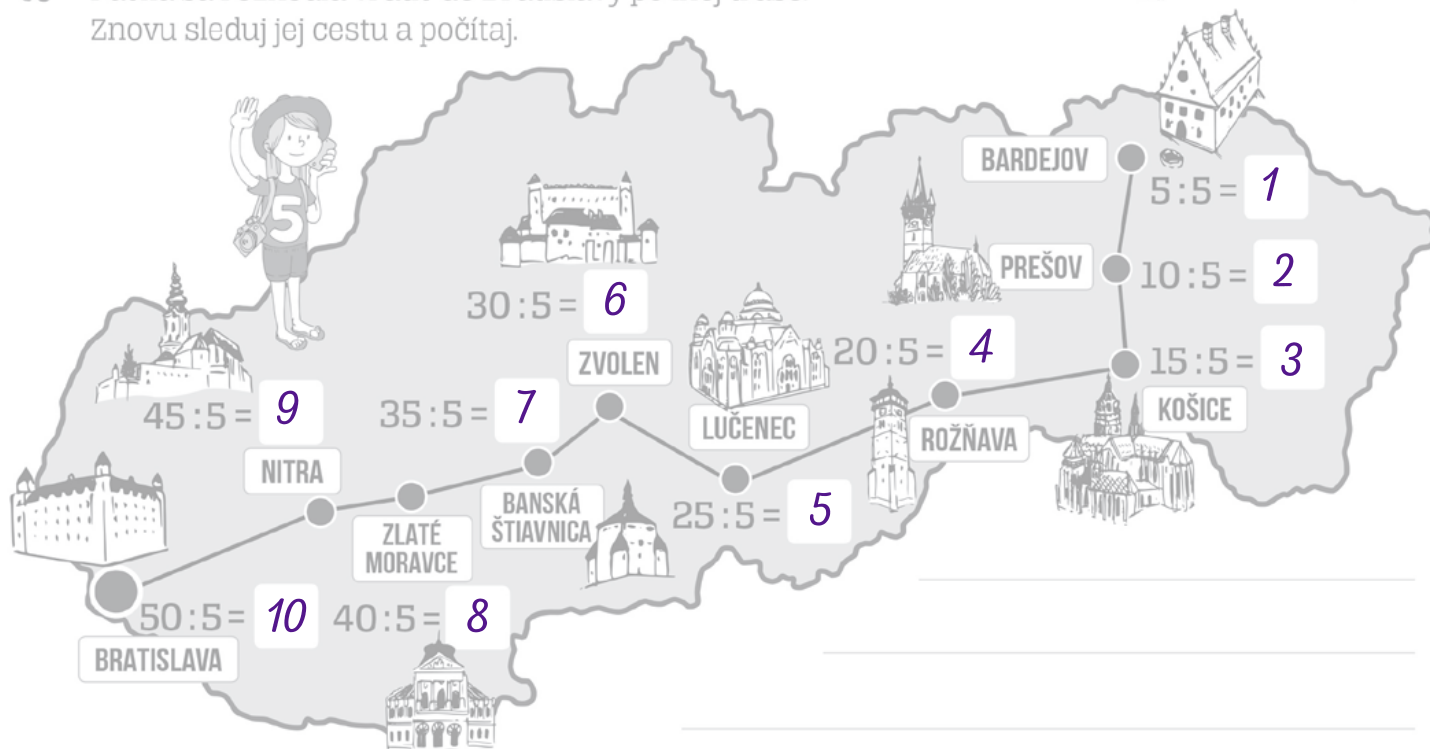 Znovu sleduj jej cestu a počítaj.
BARDEJOV
5:5= 1
PREŠOV
10:5= 2
15:5= 3
KOŠICE
20:5= 4
ROŽŇAVA
LUČENEC
25:5= 5
30:5= 6
ZVOLEN
35:5= 7
BANSKÁ
ŠTIAVNICA
ZLATÉ
MORAVCE
40:5= 8
45:5= 9
NITRA
50:5= 10
BRATISLAVA
5